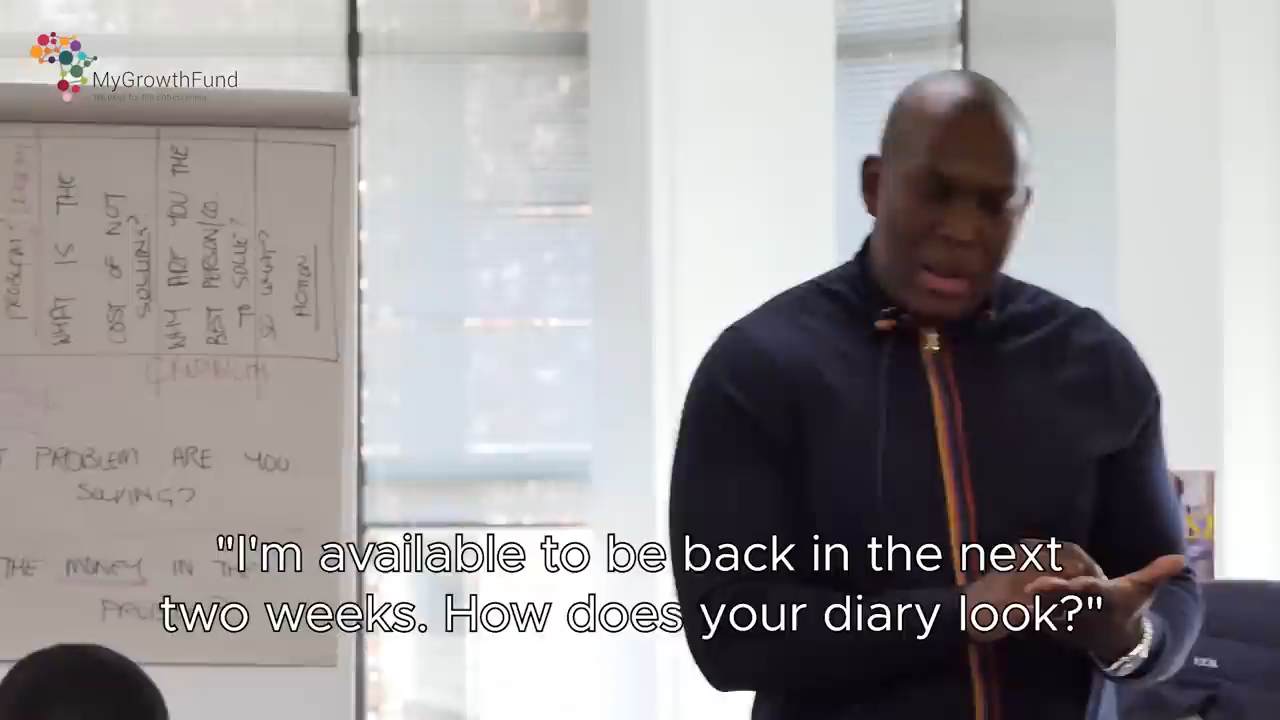 MyGrowthFund
WHAT IS THE
COST OF NOT
SOLVING?
WHY ARE YOU THE
BEST PERSON/CO.
TO SOLVE?
SO WHAT?
PROBLEM ARE YOU
SOLVING?
THE MONEY IN
"I'm available to be back in the next
two weeks. How does your diary look?"